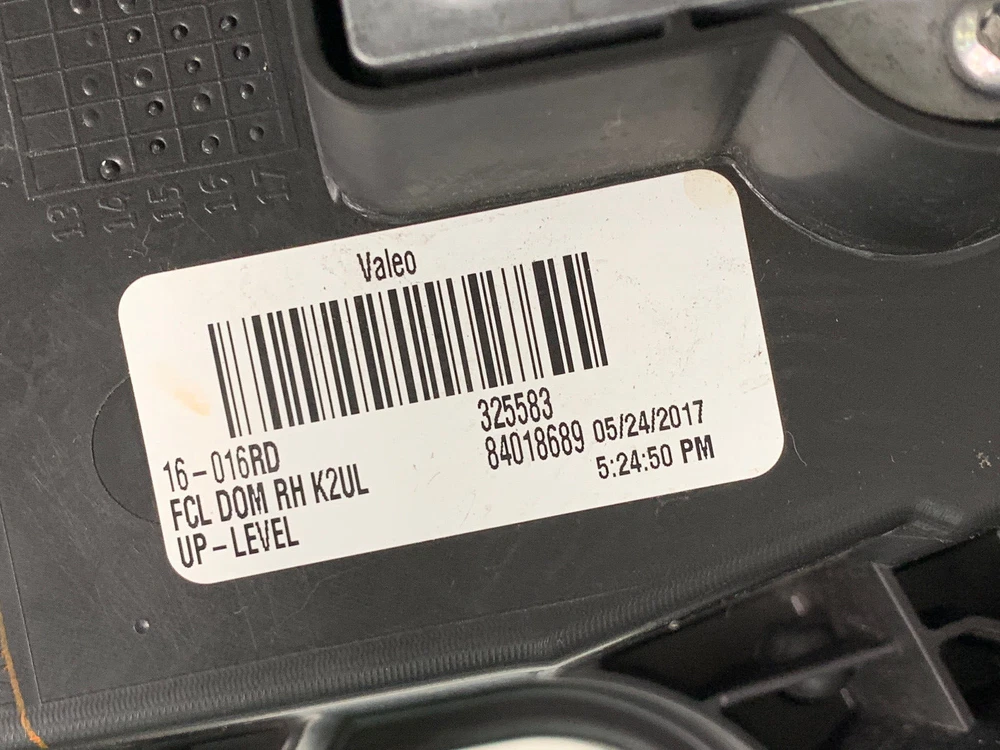 13 14 15 16 17
Valeo
325583
16-016RD
84018689 05/24/2017
FCL DOM RH K2UL
5:24:50 PM
UP-LEVEL